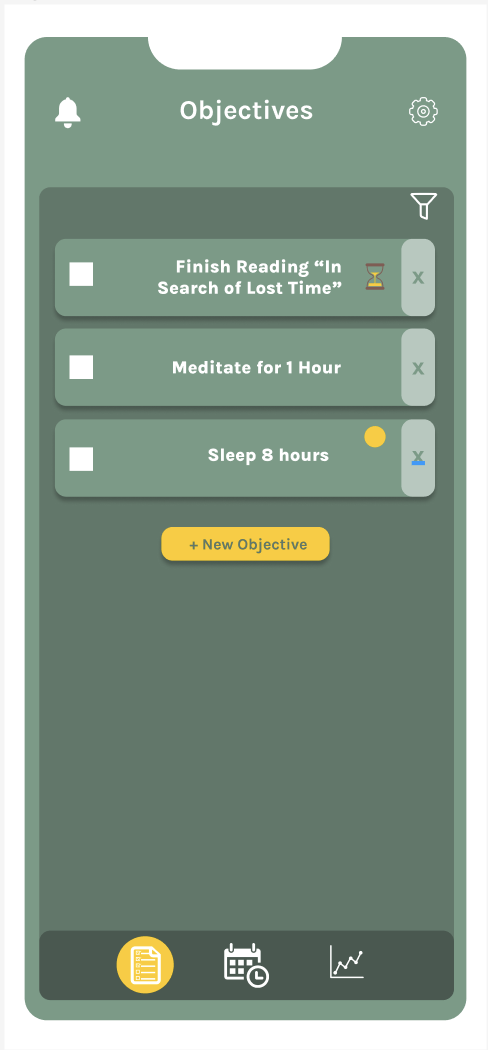 Objectives
Finish Reading “In
Search of Lost Time”
x
Meditate for 1 Hour
x
Sleep 8 hours
x
+ New Objective